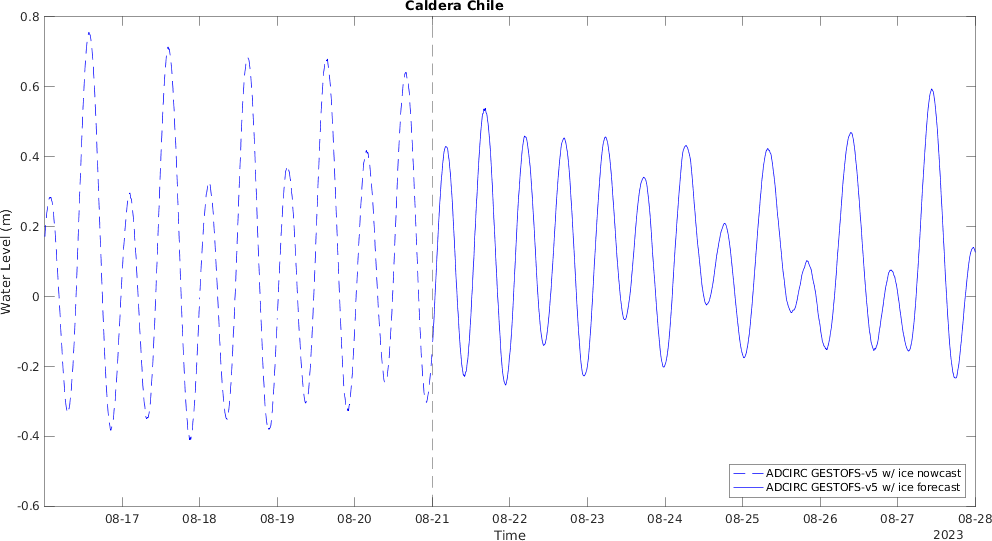 Caldera Chile
0.8
0.6
0.4
0.2
0
-0.2
-0.4
-0.6
Water Level (m)
ADCIRC GESTOFS-v5 w/ ice nowcast
ADCIRC GESTOFS-v5 w/ ice forecast
08-17 08-18 08-19 08-20 08-21 08-22 08-23 08-24 08-25 08-26 08-27 08-28
Time
2023